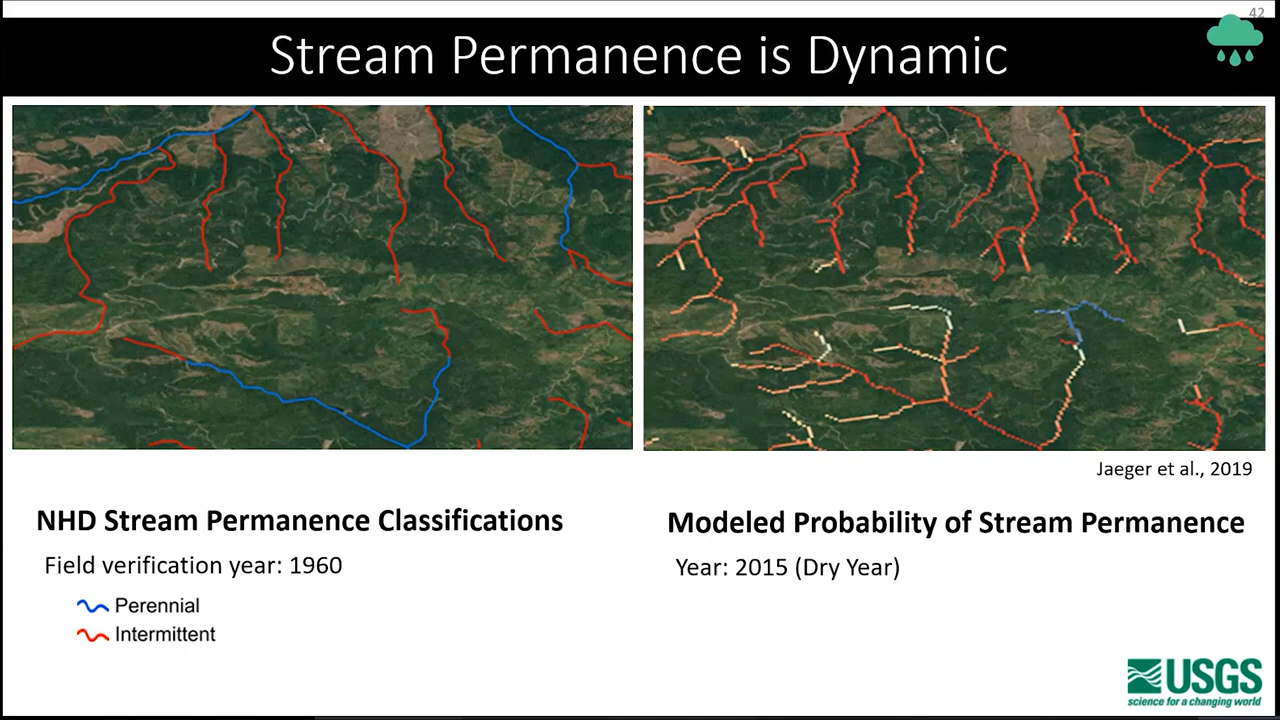 42
Stream Permanence is Dynamic
Jaeger et al., 2019
NHD Stream Permanence Classifications
Field verification year: 1960
Perennial
Intermittent
Modeled Probability of Stream Permanence
Year: 2015 (Dry Year)
USGS
science for a changing world